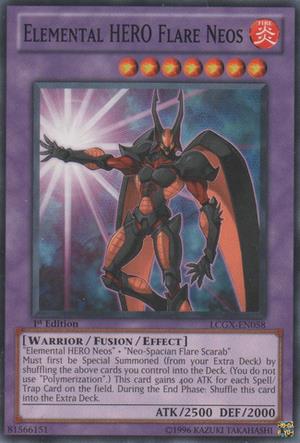 ELEMENTAL HERO FLARE NEOS
FIRE
炎
1st Edition
LCGX-EN058
[WARRIOR / FUSION / EFFECT]
"Elemental HERO Neos" + "Neo-Spacian Flare Scarab"
Must first be Special Summoned (from your Extra Deck) by
shuffling the above cards you control into the Deck. (You do not
use "Polymerization".) This card gains 400 ATK for each Spell/
Trap Card on the field. During the End Phase: Shuffle this card
into the Extra Deck.
ATK/2500 DEF/2000
81566151
©1996 KAZUKI TAKAHASHI